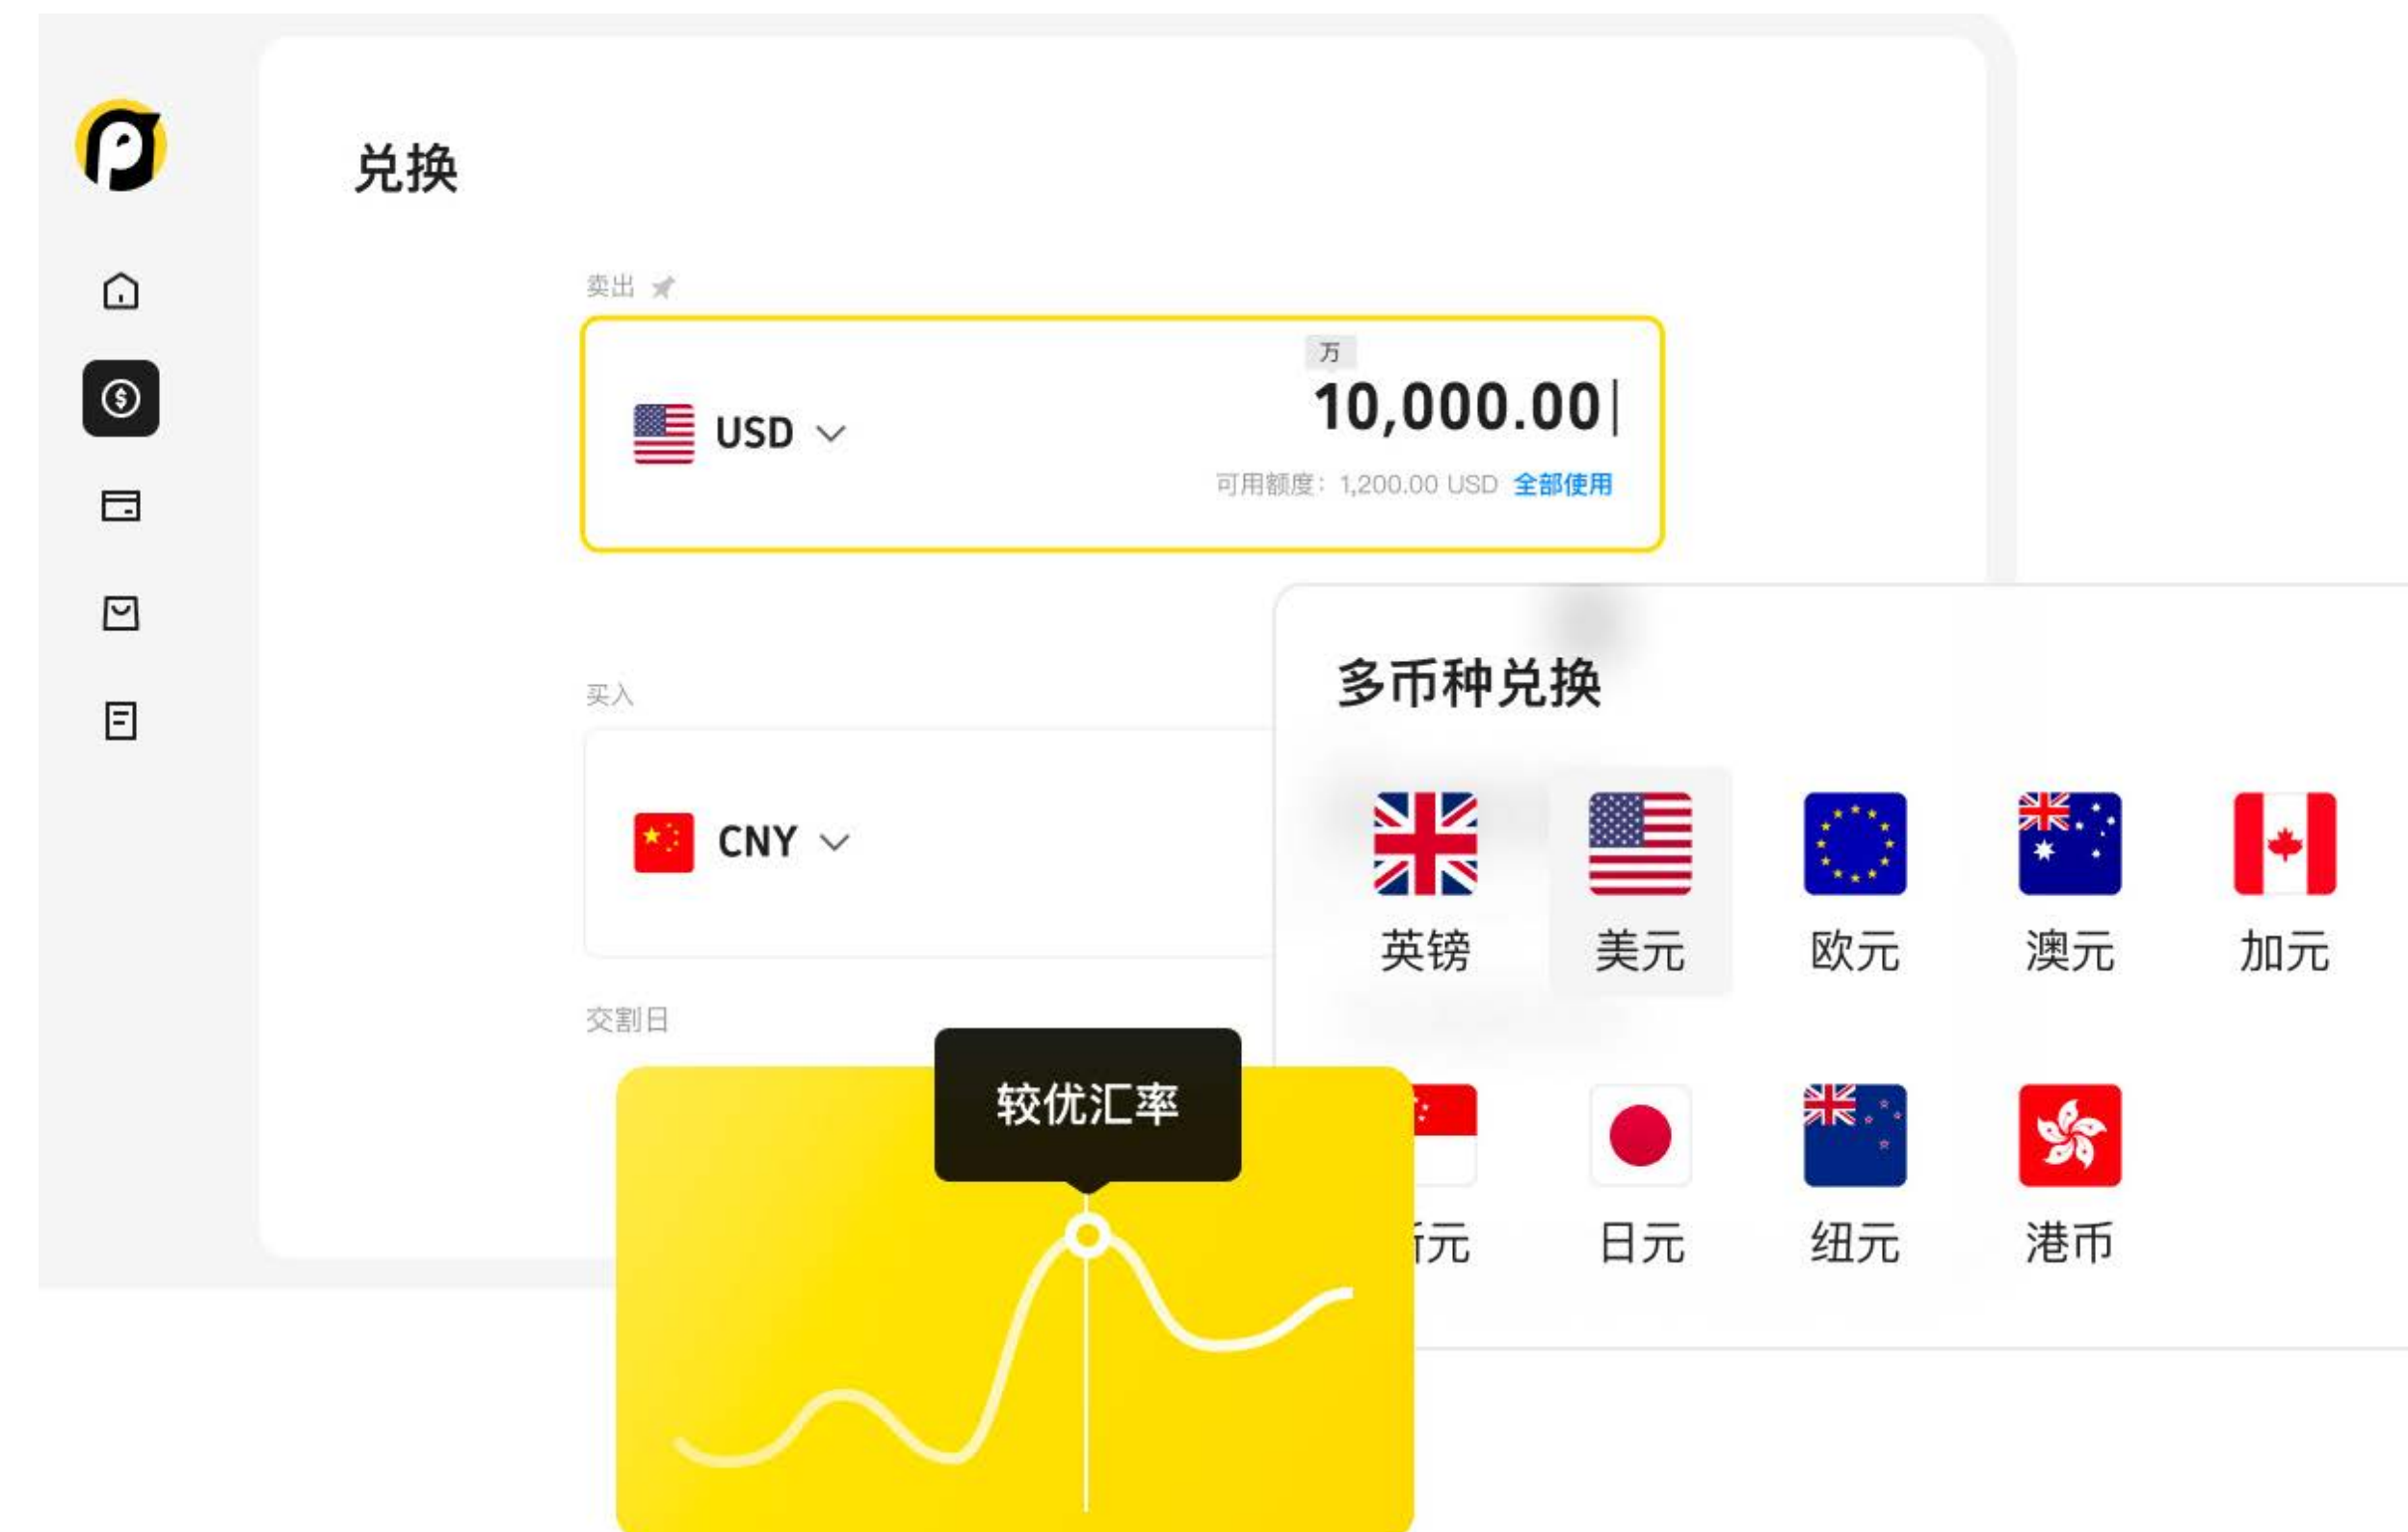 兑换
卖出
万
USD
10,000.00
可用额度：1,200.00 USD 全部使用
买入
CNY
交割日
多币种兑换
英镑
美元
欧元
澳元
加元
元
日元
纽元
港币
较优汇率